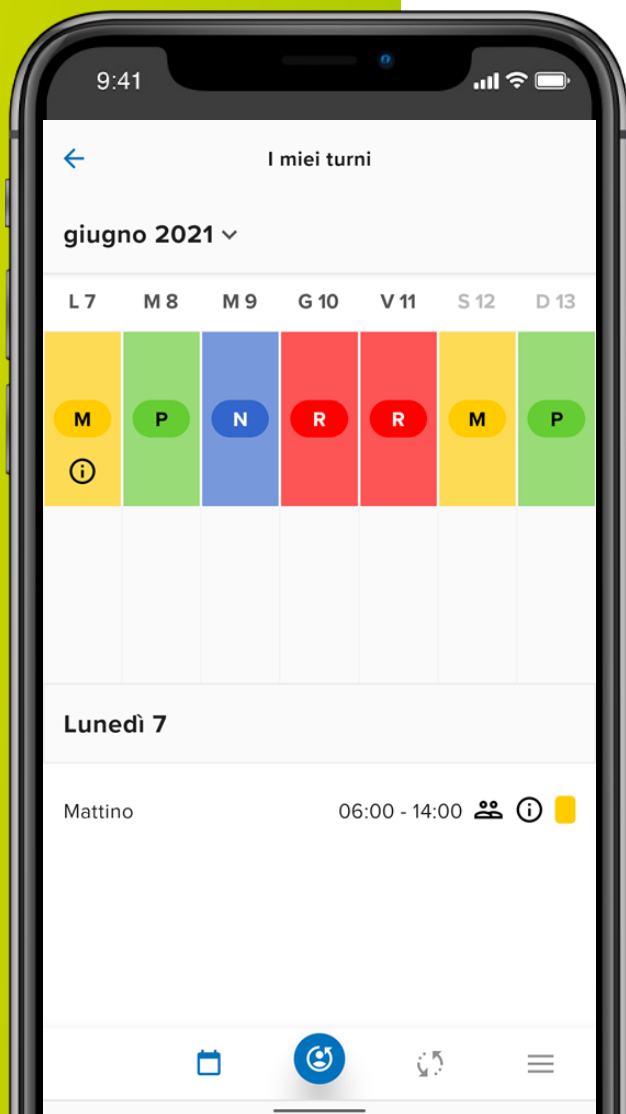 9:41
I miei turni
giugno 2021
L 7 M 8 M 9 G 10 V 11 S 12 D 13
M P N R R M P
Lunedì 7
Mattino 06:00 - 14:00